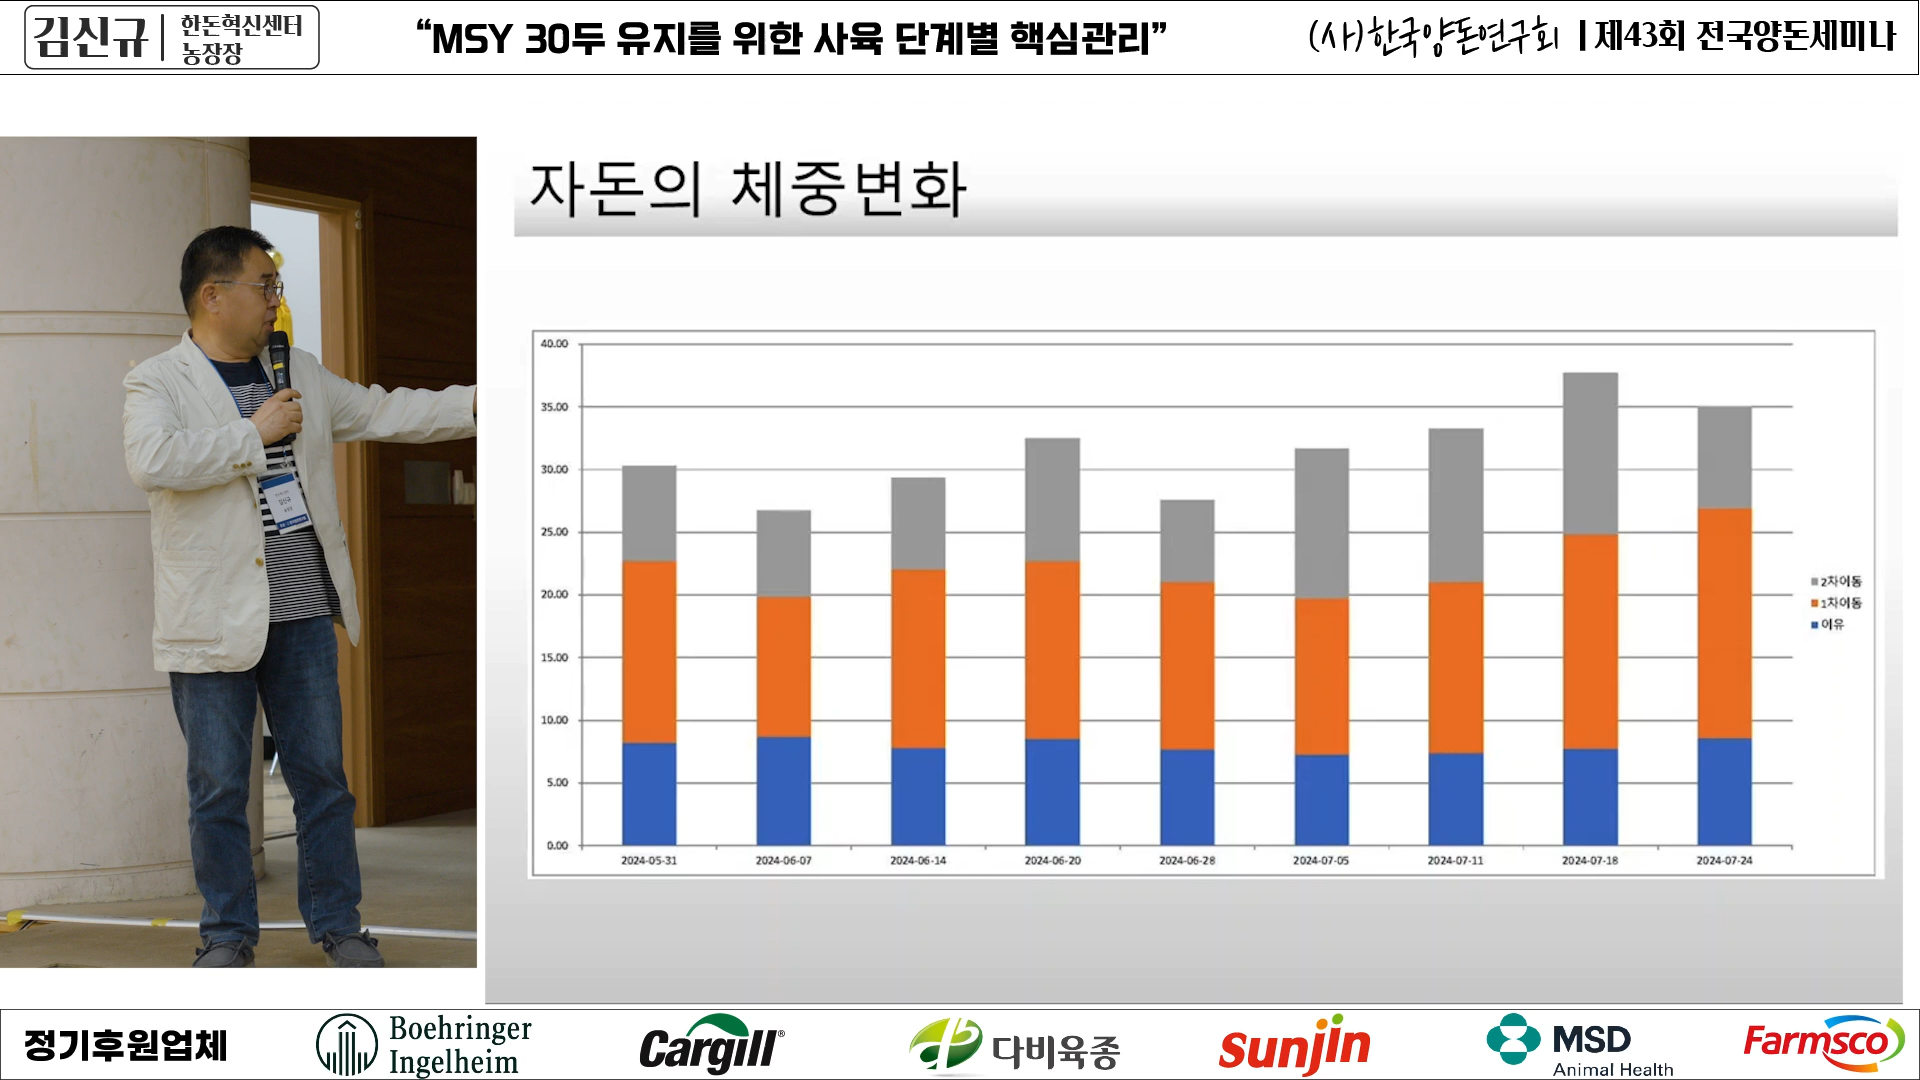 김신규 한돈혁신센터
농장장
“MSY 30두 유지를 위한 사육 단계별 핵심관리”
(사)한국양돈연구회 | 제43회 전국양돈세미나
자돈의 체중변화
40.00
35.00
30.00
25.00
20.00
15.00
10.00
5.00
0.00
2024-05-31 2024-06-07 2024-06-14 2024-06-20 2024-06-28 2024-07-05 2024-07-11 2024-07-18 2024-07-24
2차이동
1차이동
이유
김신규
정기후원업체
Boehringer
Ingelheim
Cargill®
다비육종
Sunjin
MSD
Animal Health
Farmsco